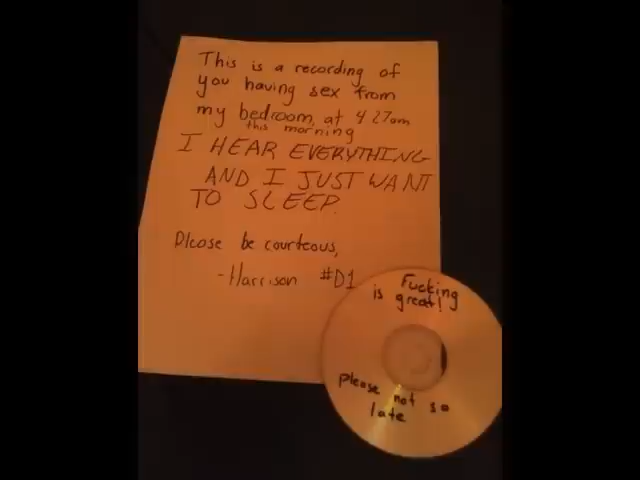 This is a recording of
you having sex from
my bedroom, at 4:27am
this morning
I HEAR EVERYTHING
AND I JUST WANT
TO SLEEP.
Please be courteous,
-Harrison #D1
Fucking
is great!
please not so
late